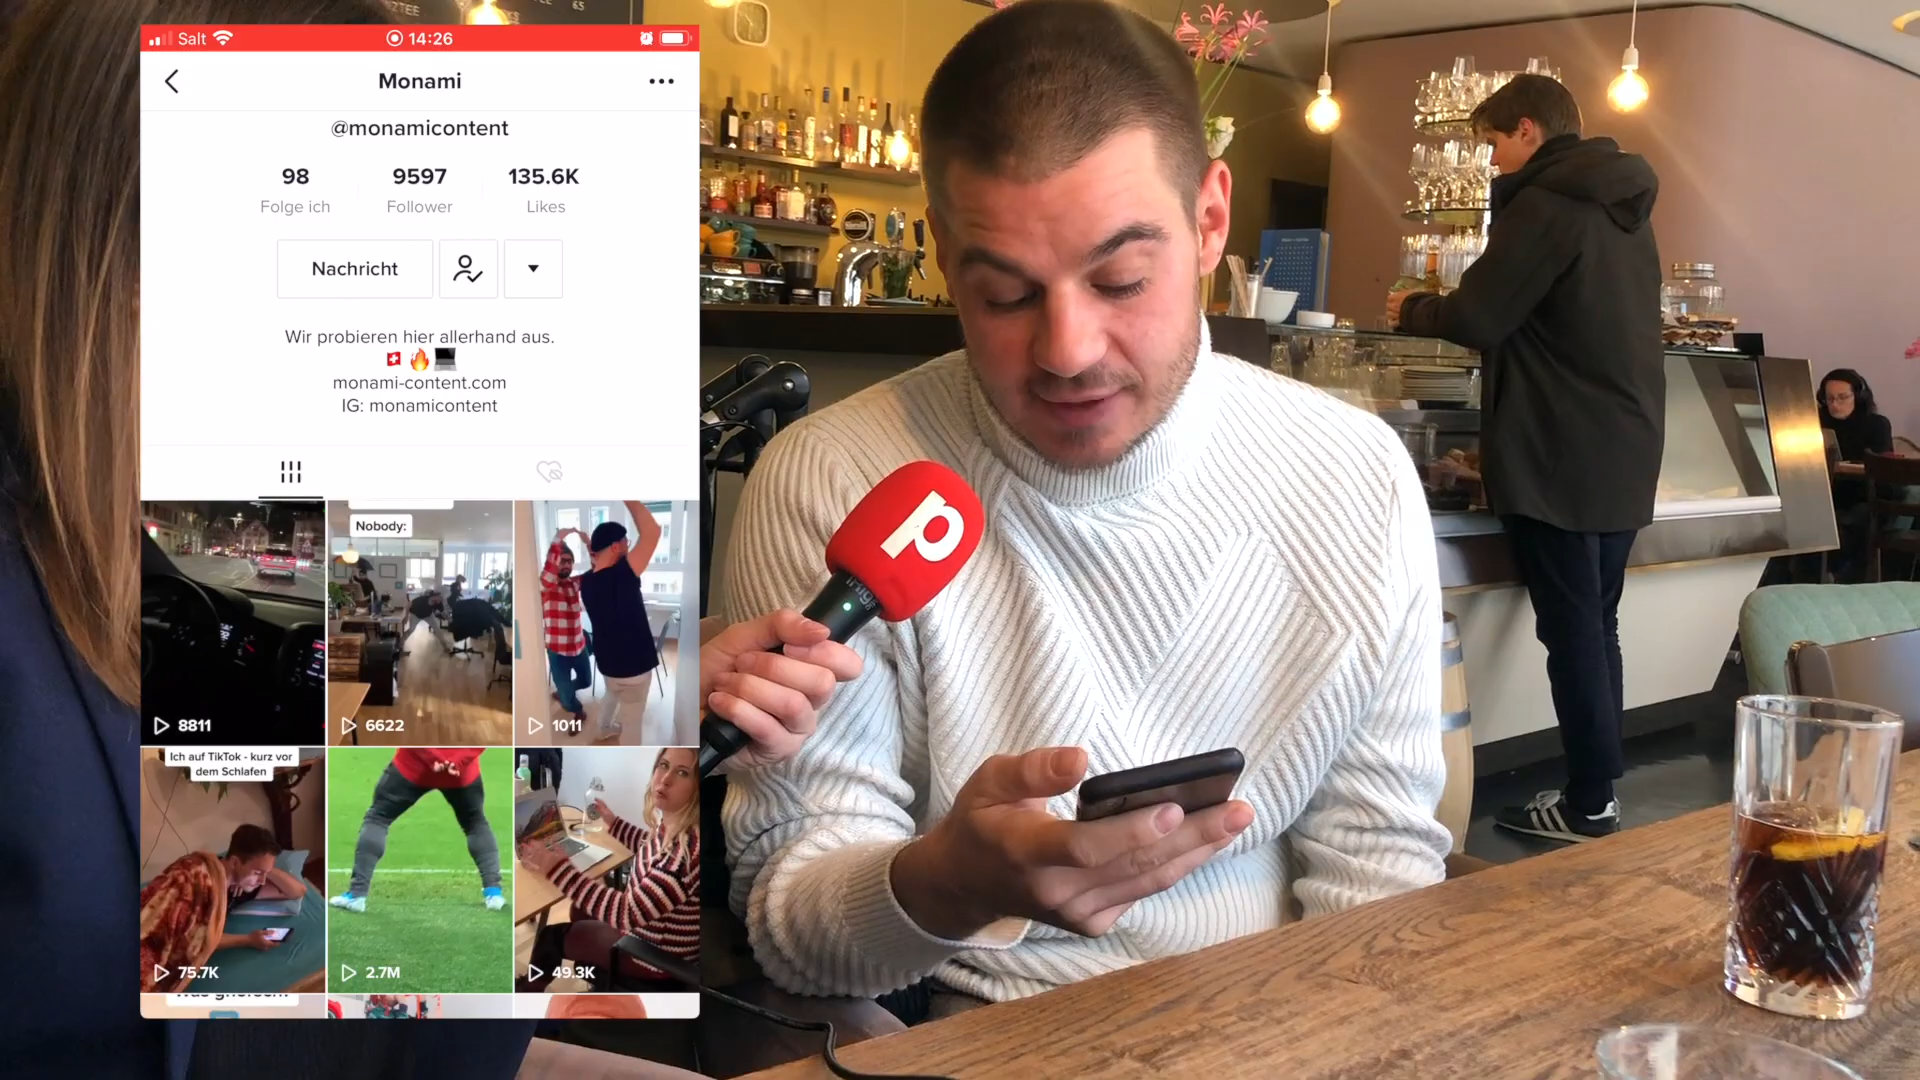 Salt
14:26
Monami
@monamicontent
98
9597
135.6K
Folge ich
Follower
Likes
Nachricht
Wir probieren hier allerhand aus.
monami-content.com
IG: monamicontent
Nobody:
8811
6622
1011
Ich auf TikTok - kurz vor
dem Schlafen
75.7K
2.7M
49.3K
p
iRig